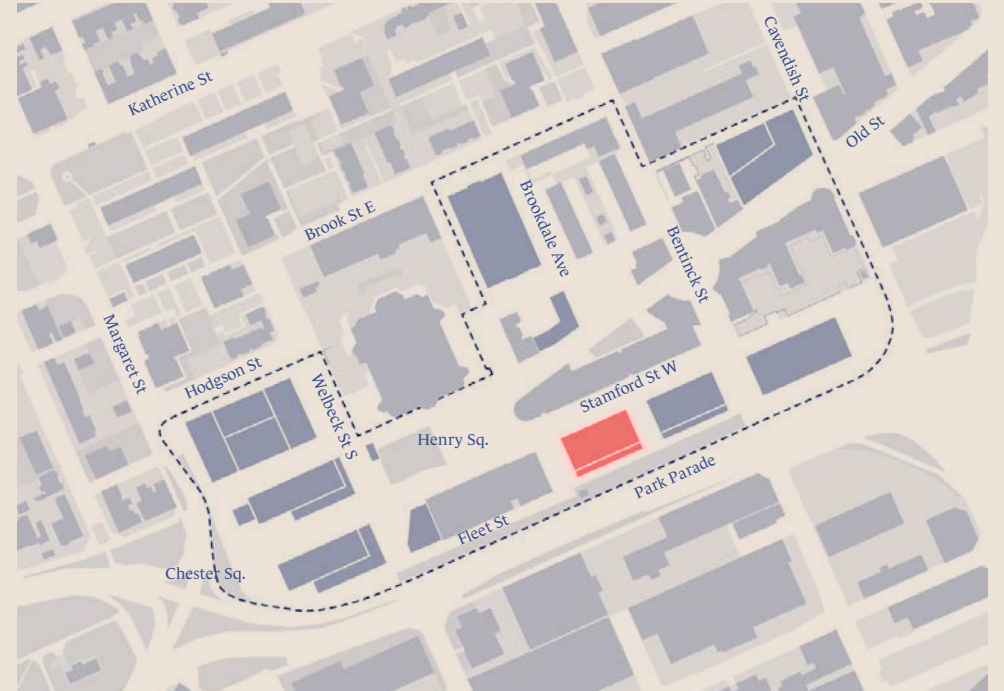 Cavendish St
Katherine St
Old St
Brook St E
Brookdale Ave
Bentinck St
Margaret St
Hodgson St
Welbeck St S
Stamford St W
Henry Sq.
Park Parade
Fleet St
Chester Sq.